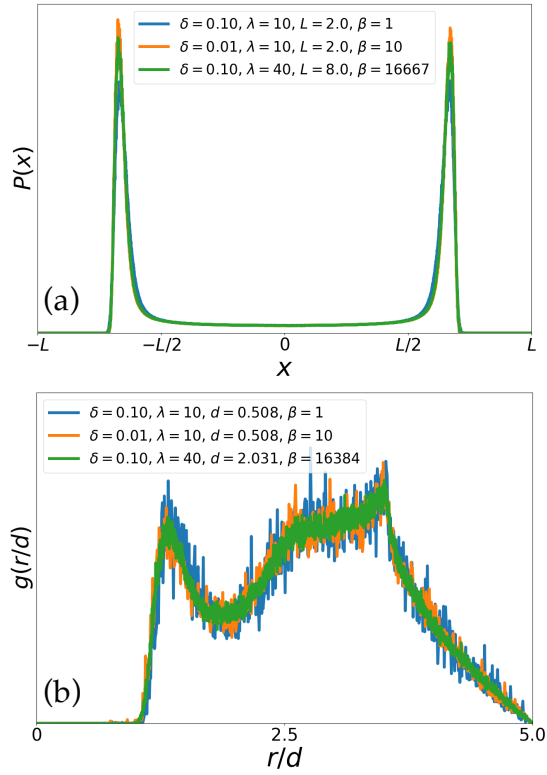 δ = 0.10, λ = 10, L = 2.0, β = 1
δ = 0.01, λ = 10, L = 2.0, β = 10
δ = 0.10, λ = 40, L = 8.0, β = 16667
P(x)
(a)
−L −L/2 0 L/2 L
x
δ = 0.10, λ = 10, d = 0.508, β = 1
δ = 0.01, λ = 10, d = 0.508, β = 10
δ = 0.10, λ = 40, d = 2.031, β = 16384
g(r/d)
(b)
0 2.5 5.0
r/d